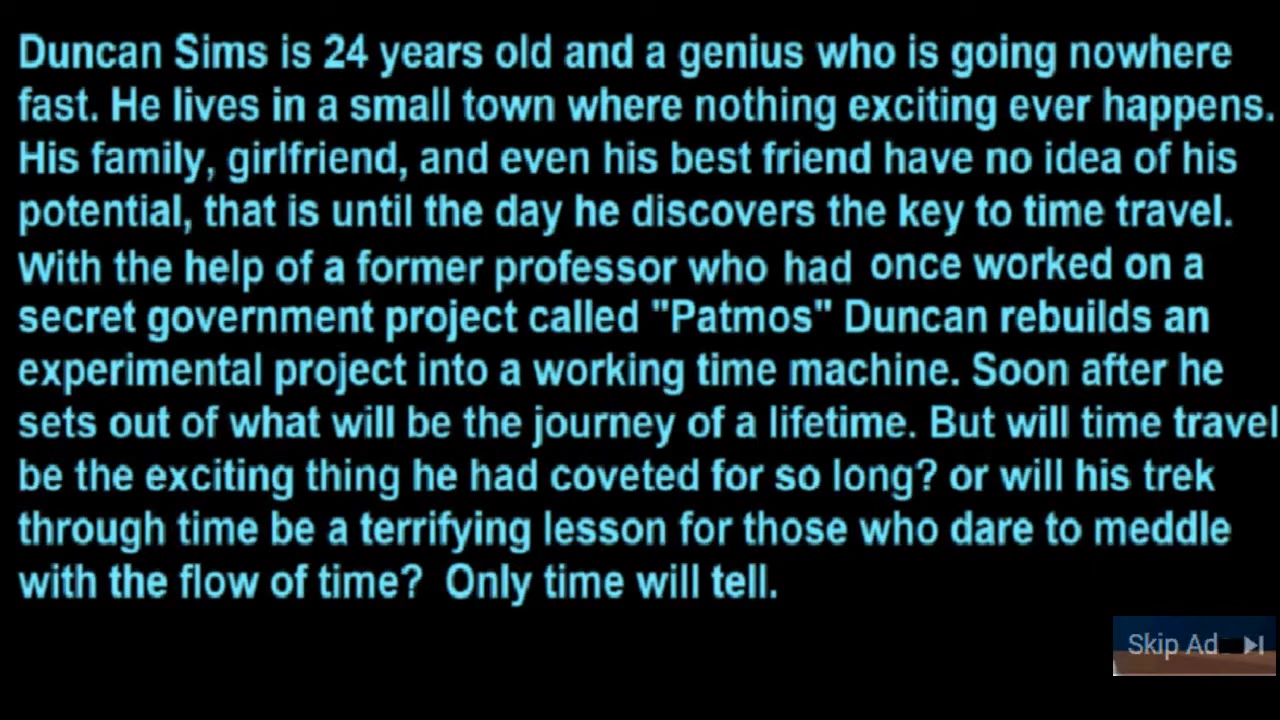 Duncan Sims is 24 years old and a genius who is going nowhere
fast. He lives in a small town where nothing exciting ever happens.
His family, girlfriend, and even his best friend have no idea of his
potential, that is until the day he discovers the key to time travel.
With the help of a former professor who had once worked on a
secret government project called "Patmos" Duncan rebuilds an
experimental project into a working time machine. Soon after he
sets out of what will be the journey of a lifetime. But will time travel
be the exciting thing he had coveted for so long? or will his trek
through time be a terrifying lesson for those who dare to meddle
with the flow of time?  Only time will tell.
Skip Ad